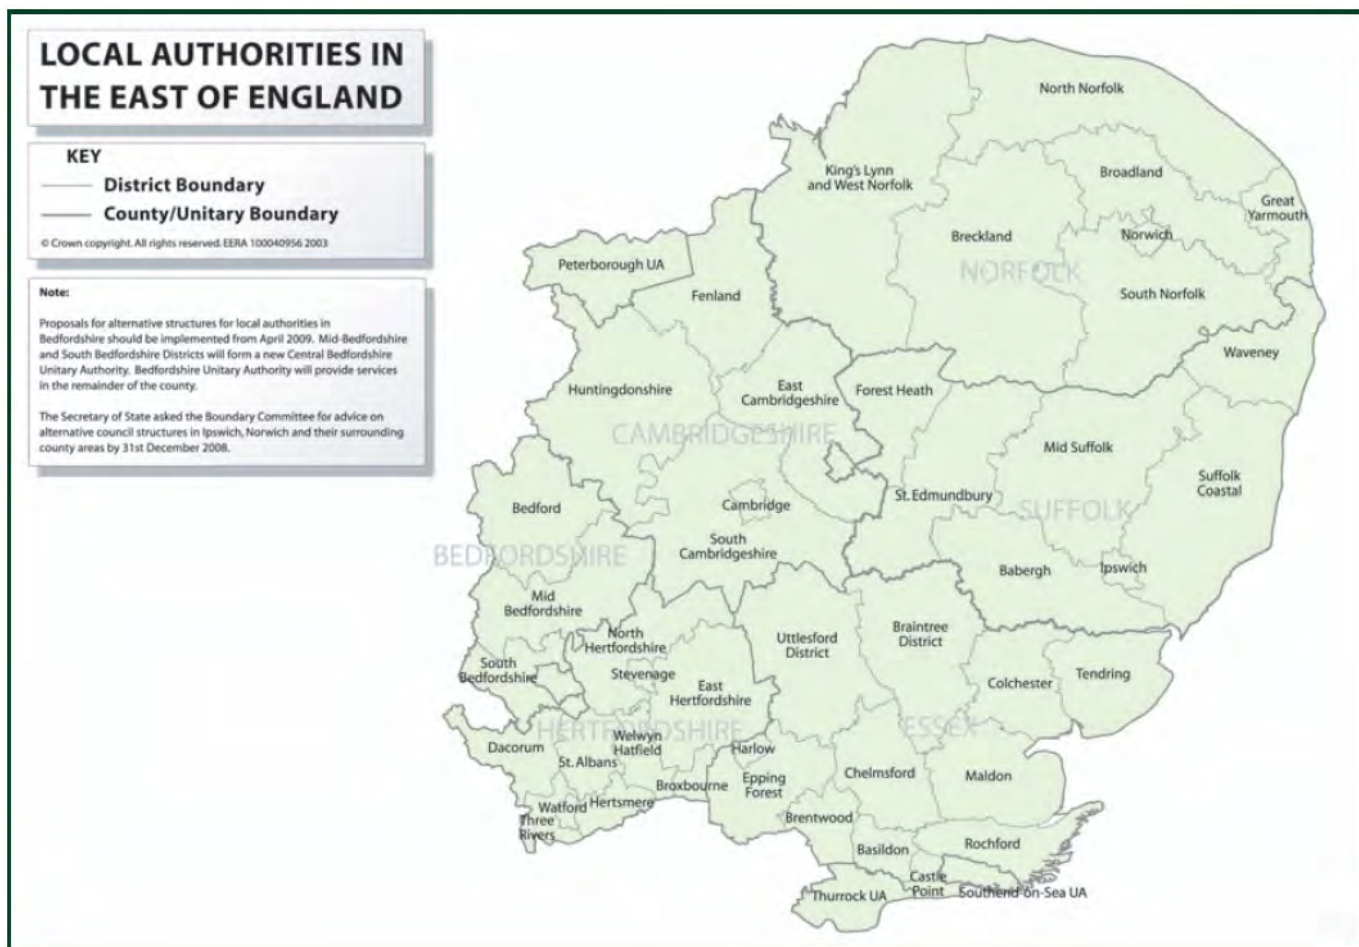 LOCAL AUTHORITIES IN
THE EAST OF ENGLAND
KEY
District Boundary
County/Unitary Boundary
© Crown copyright. All rights reserved. EERA 100040956 2003
Note:
Proposals for alternative structures for local authorities in
Bedfordshire should be implemented from April 2009. Mid-Bedfordshire
and South Bedfordshire Districts will form a new Central Bedfordshire
Unitary Authority. Bedfordshire Unitary Authority will provide services
in the remainder of the county.
The Secretary of State asked the Boundary Committee for advice on
alternative council structures in Ipswich, Norwich and their surrounding
county areas by 31st December 2008.
North Norfolk
King's Lynn
and West Norfolk
Broadland
Great
Yarmouth
Norwich
Breckland
NORFOLK
South Norfolk
Peterborough UA
Fenland
Waveney
Huntingdonshire
East
Cambridgeshire
Forest Heath
CAMBRIDGESHIRE
Mid Suffolk
Suffolk
Coastal
St. Edmundbury
SUFFOLK
Bedford
Cambridge
South
Cambridgeshire
BEDFORDSHIRE
Babergh
Ipswich
Mid
Bedfordshire
North
Hertfordshire
Uttlesford
District
Braintree
District
South
Bedfordshire
Stevenage
East
Hertfordshire
Colchester
Tendring
HERTFORDSHIRE
ESSEX
Dacorum
Welwyn
Hatfield
St. Albans
Harlow
Broxbourne
Epping
Forest
Chelmsford
Maldon
Watford
Hertsmere
Three
Rivers
Brentwood
Basildon
Rochford
Castle
Point
Thurrock UA
Southend-on-Sea UA